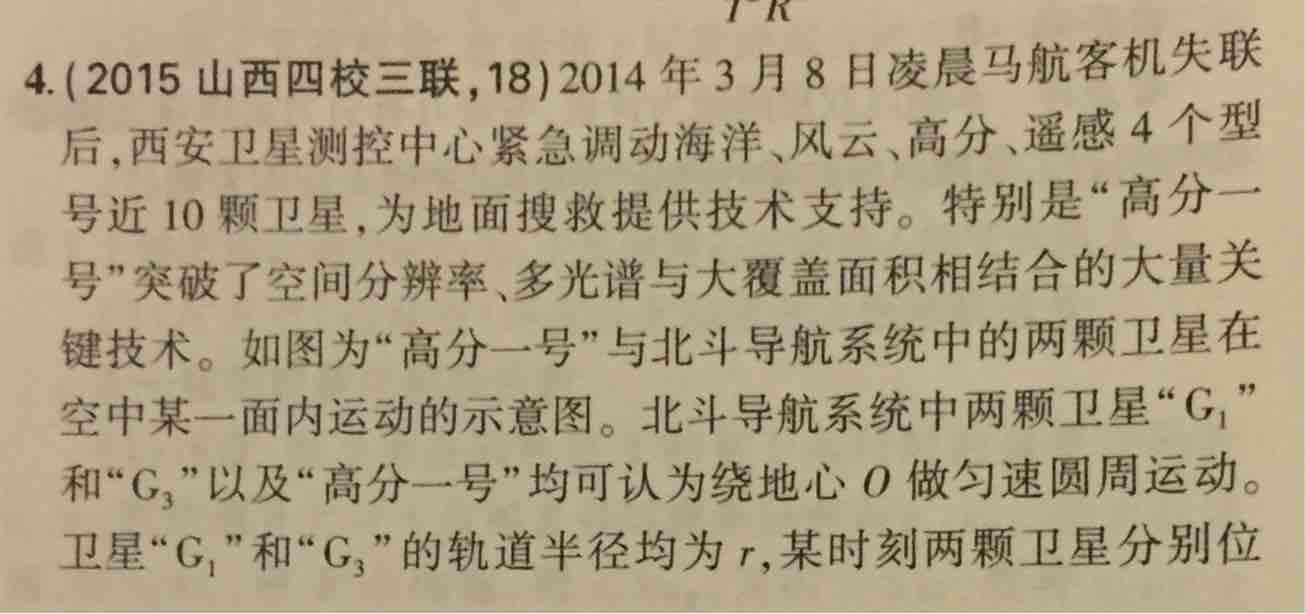 T²R
4.(2015 山西四校三联,18)2014 年 3 月 8 日凌晨马航客机失联
后,西安卫星测控中心紧急调动海洋、风云、高分、遥感 4 个型
号近 10 颗卫星,为地面搜救提供技术支持。特别是“高分一
号”突破了空间分辨率、多光谱与大覆盖面积相结合的大量关
键技术。如图为“高分一号”与北斗导航系统中的两颗卫星在
空中某一面内运动的示意图。北斗导航系统中两颗卫星“G₁”
和“G₃”以及“高分一号”均可认为绕地心 O 做匀速圆周运动。
卫星“G₁”和“G₃”的轨道半径均为 r,某时刻两颗卫星分别位